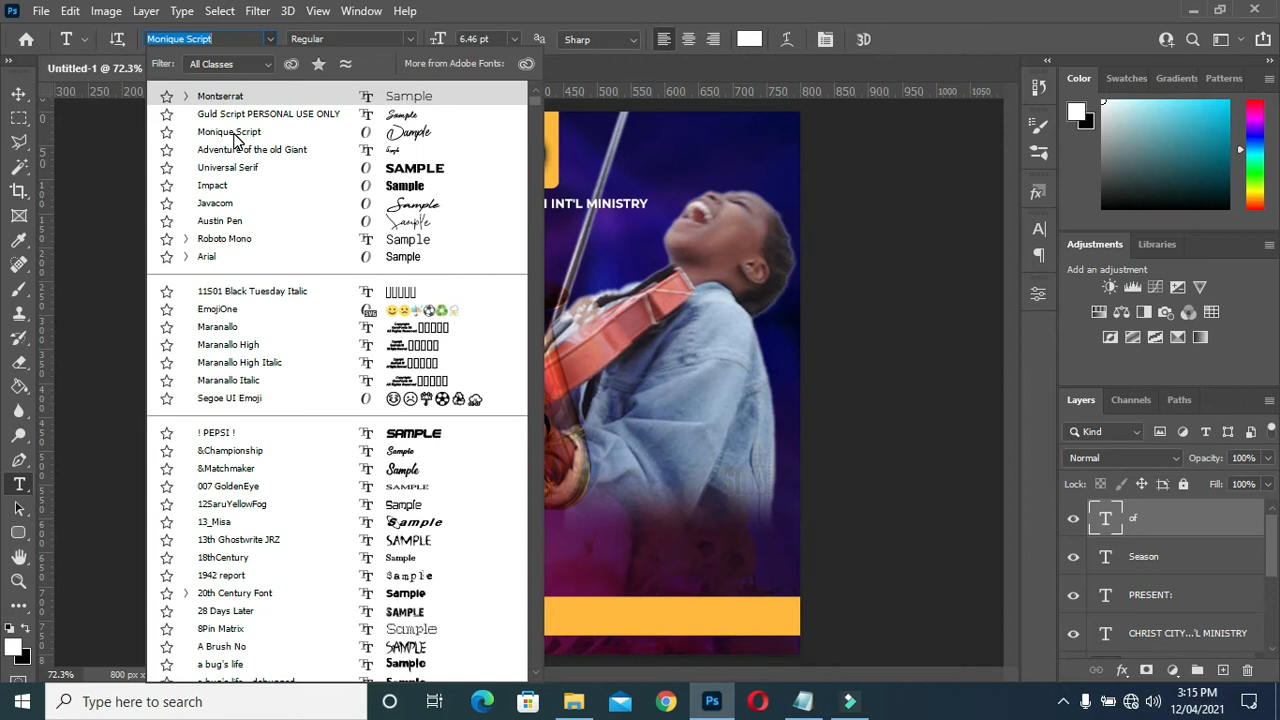 File Edit Image Layer Type Select Filter 3D View Window Help
Monique Script Regular 6.46 pt Sharp 3D
Untitled-1 @ 72.3%
Filter: All Classes More from Adobe Fonts:
300 250 200
650 700 750 800 850 900 950 1000 1050
Montserrat Sample
Guld Script PERSONAL USE ONLY Sample
Monique Script Sample
Adventure of the old Giant
Universal Serif SAMPLE
Impact Sample
Javacom Sample
Austin Pen Sample
Roboto Mono Sample
Arial Sample
11S01 Black Tuesday Italic
EmojiOne
Maranallo
Maranallo High
Maranallo High Italic
Maranallo Italic
Segoe UI Emoji
! PEPSI ! SAMPLE
&Championship Sample
&Matchmaker Sample
007 GoldenEye SAMPLE
12SaruYellowFog Sample
13_Misa Sample
13th Ghostwrite JRZ SAMPLE
18thCentury Sample
1942 report Sample
20th Century Font Sample
28 Days Later SAMPLE
8Pin Matrix Sample
A Brush No SAMPLE
a bug's life Sample
a bug's life - debugged
INT'L MINISTRY
Color Swatches Gradients Patterns
Adjustments Libraries
Add an adjustment
Layers Channels Paths
Kind
Normal Opacity: 100%
Lock: Fill: 100%
of
Season
PRESENT:
CHRIST CITY...L MINISTRY
72.3% 800 px x
Type here to search
3:15 PM
12/04/2021